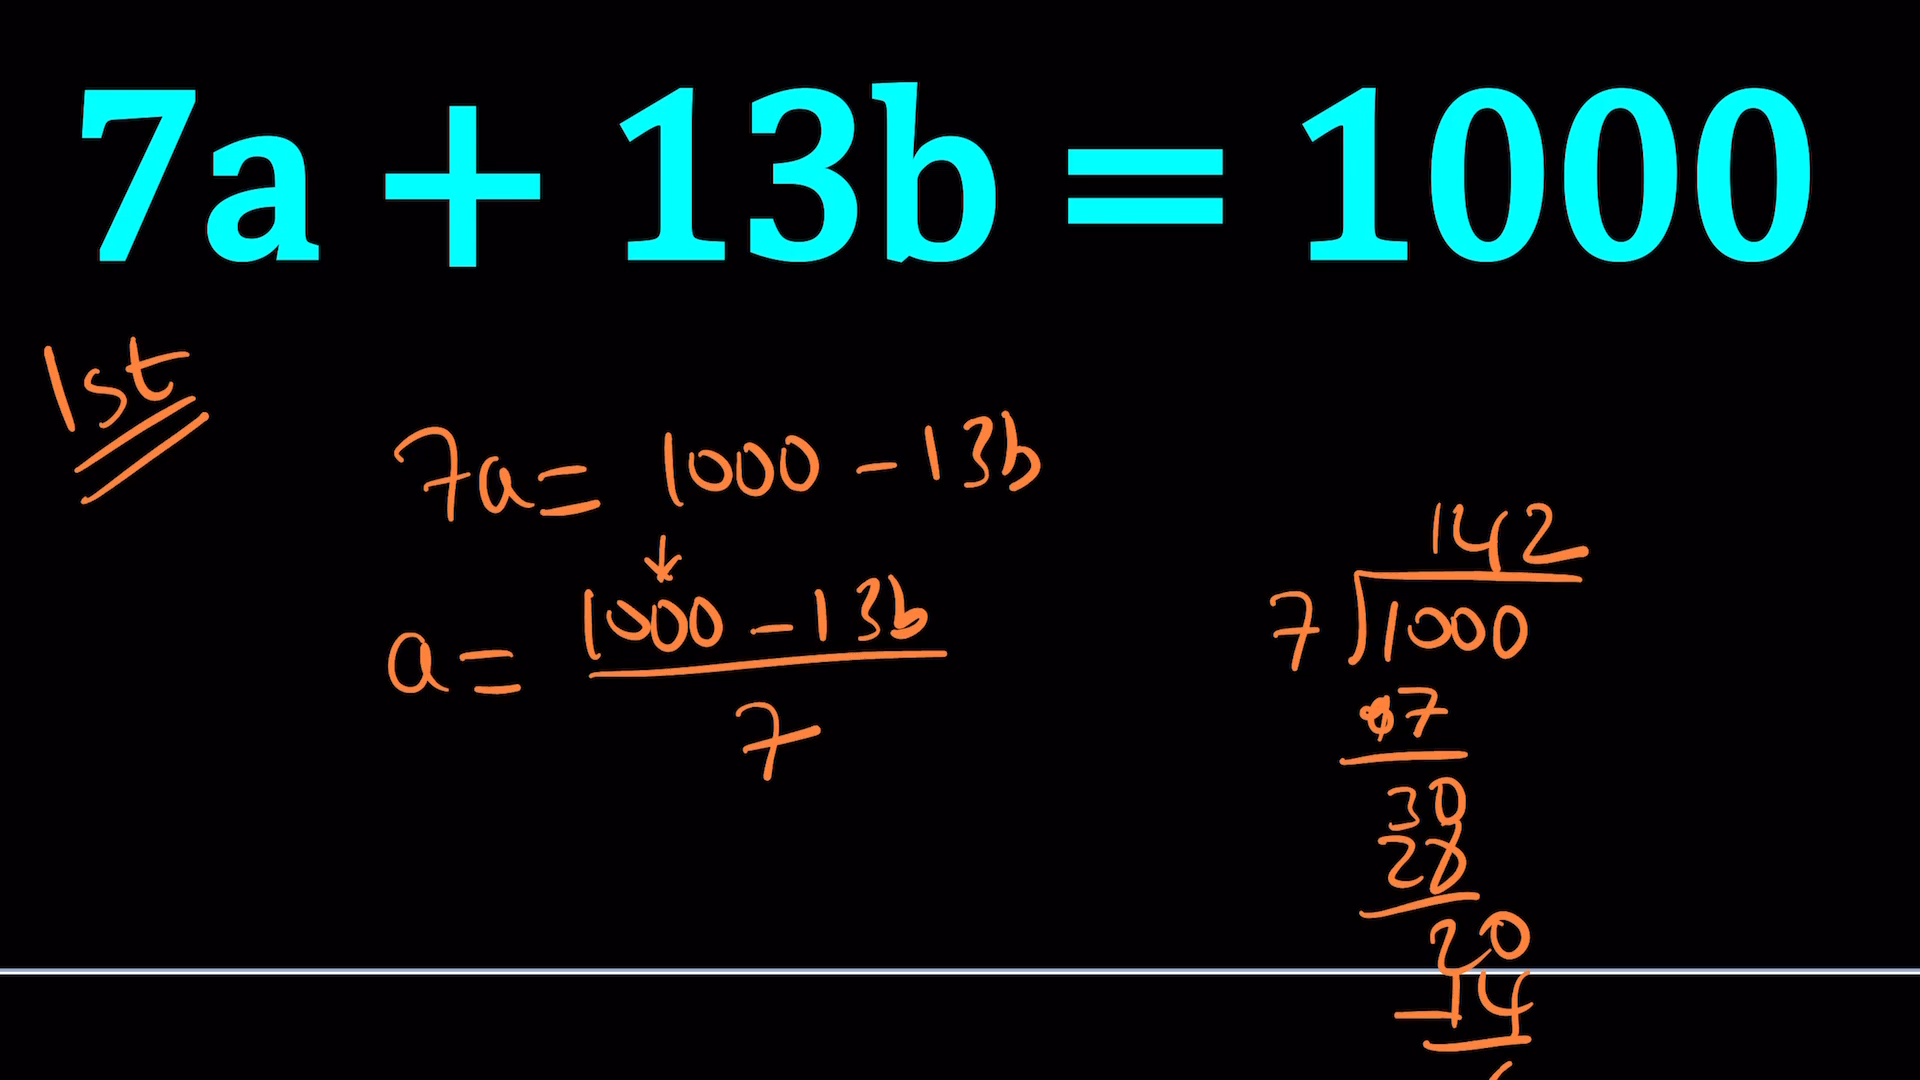 7a + 13b = 1000
1st
7a = 1000 - 13b
a = 1000 - 13b
7
142
7 1000
7
30
28
20
-14